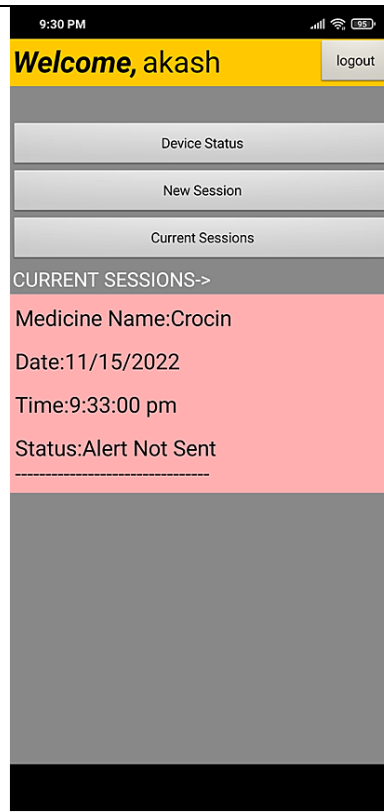 9:30 PM
95
Welcome, akash
logout
Device Status
New Session
Current Sessions
CURRENT SESSIONS->
Medicine Name:Crocin
Date:11/15/2022
Time:9:33:00 pm
Status:Alert Not Sent
--------------------------------